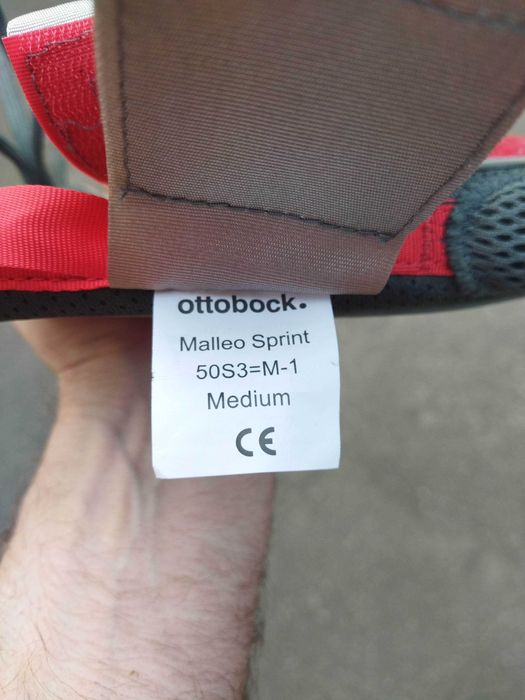 ottobock.
Malleo Sprint
50S3=M-1
Medium
CE